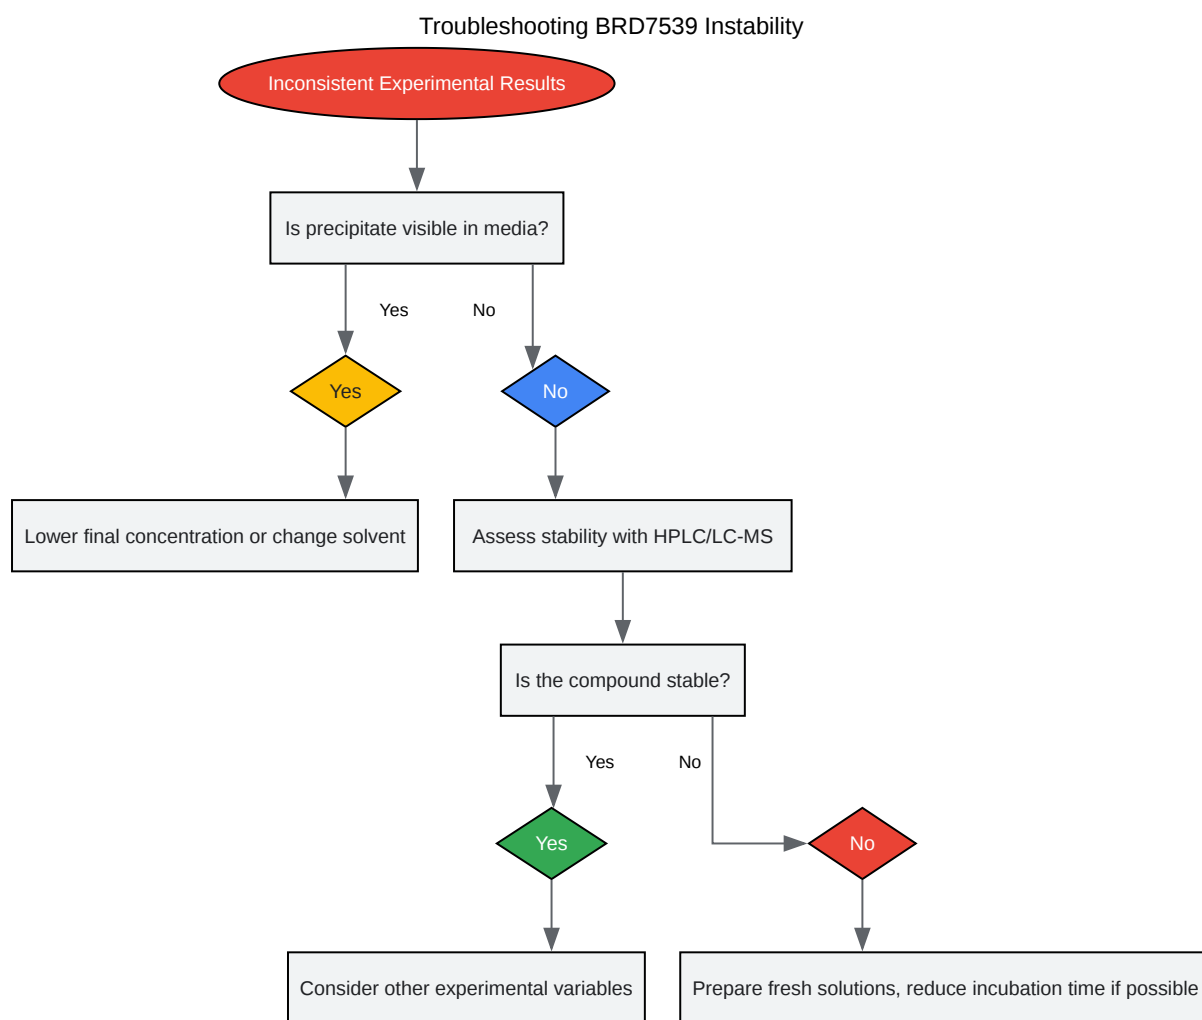 Troubleshooting BRD7539 Instability
Inconsistent Experimental Results
Is precipitate visible in media?
Yes
No
Yes
No
Lower final concentration or change solvent
Assess stability with HPLC/LC-MS
Is the compound stable?
Yes
No
Yes
No
Consider other experimental variables
Prepare fresh solutions, reduce incubation time if possible